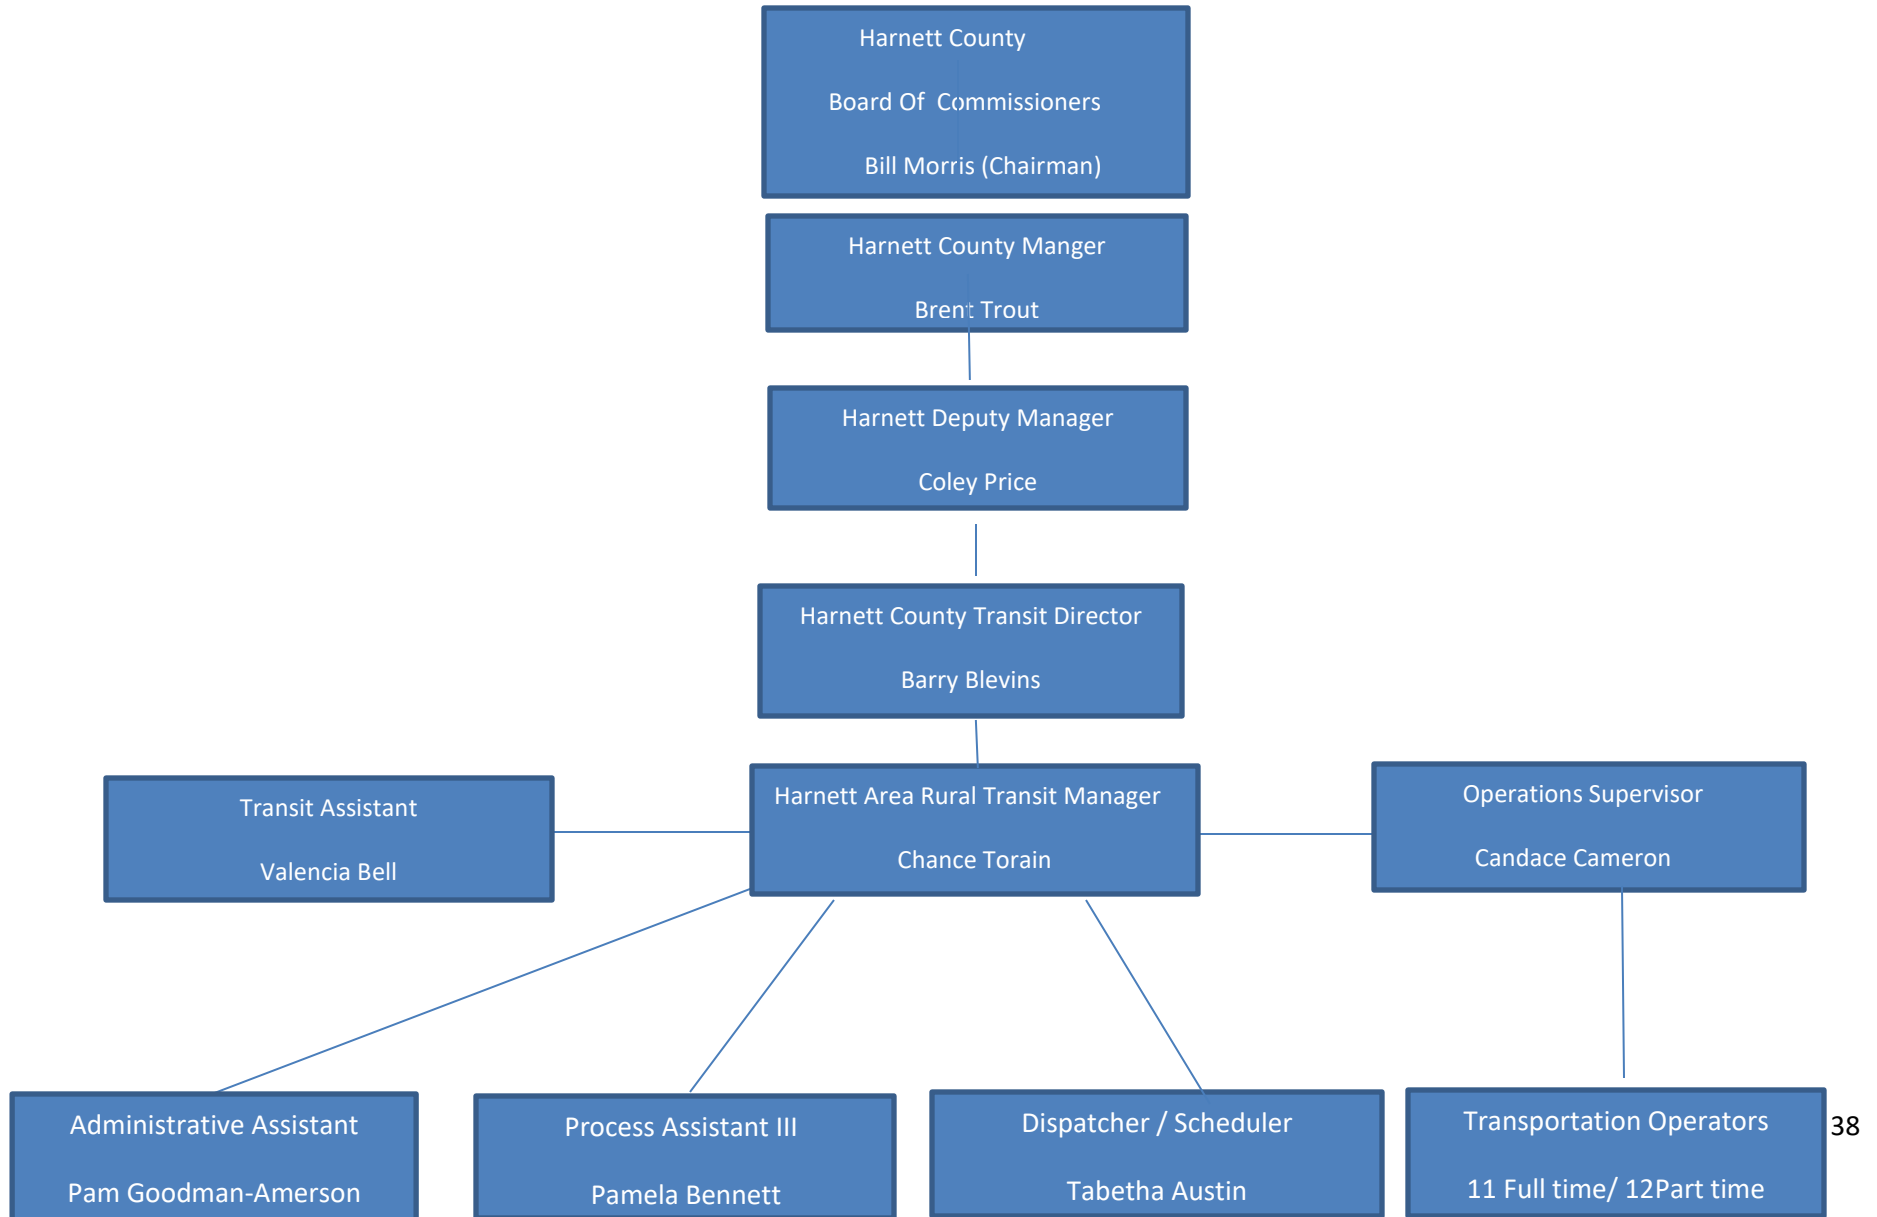 Harnett County
Board Of  Commissioners
Bill Morris (Chairman)
Harnett County Manger
Brent Trout
Harnett Deputy Manager
Coley Price
Harnett County Transit Director
Barry Blevins
Transit Assistant
Valencia Bell
Harnett Area Rural Transit Manager
Chance Torain
Operations Supervisor
Candace Cameron
Administrative Assistant
Pam Goodman-Amerson
Process Assistant III
Pamela Bennett
Dispatcher / Scheduler
Tabetha Austin
Transportation Operators
11 Full time/ 12Part time
38